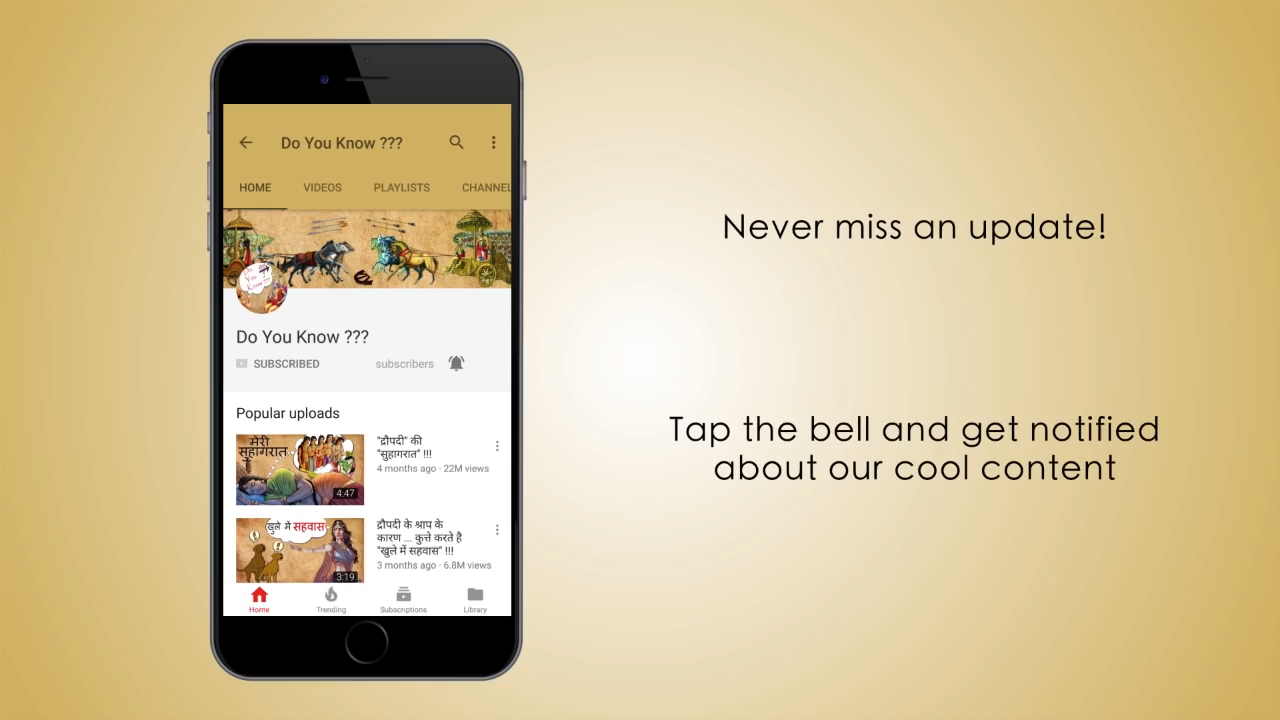 Do You Know ???
HOME VIDEOS PLAYLISTS CHANNEL
Do You Know ???
SUBSCRIBED subscribers
Popular uploads
मेरी
सुहागरात
4:47
"द्रौपदी" की
"सुहागरात" !!!
4 months ago · 22M views
खुले में सहवास
3:19
द्रौपदी के श्राप के
कारण ... कुत्ते करते है
"खुले में सहवास" !!!
3 months ago · 6.8M views
Home Trending Subscriptions Library
Never miss an update!
Tap the bell and get notified
about our cool content